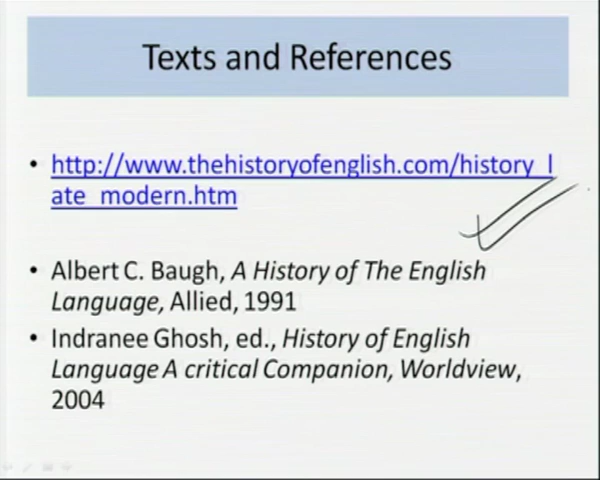 Texts and References
• http://www.thehistoryofenglish.com/history_l
ate_modern.htm
• Albert C. Baugh, A History of The English
Language, Allied, 1991
• Indranee Ghosh, ed., History of English
Language A critical Companion, Worldview,
2004